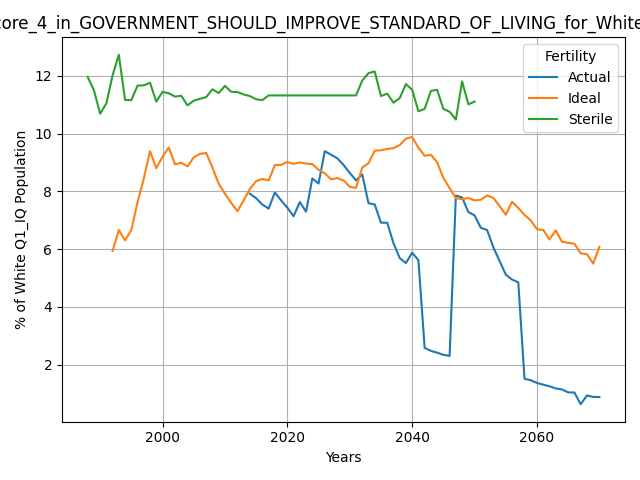 core_4_in_GOVERNMENT_SHOULD_IMPROVE_STANDARD_OF_LIVING_for_White
Fertility
Actual
Ideal
Sterile
% of White Q1_IQ Population
12
10
8
6
4
2
2000
2020
2040
2060
Years